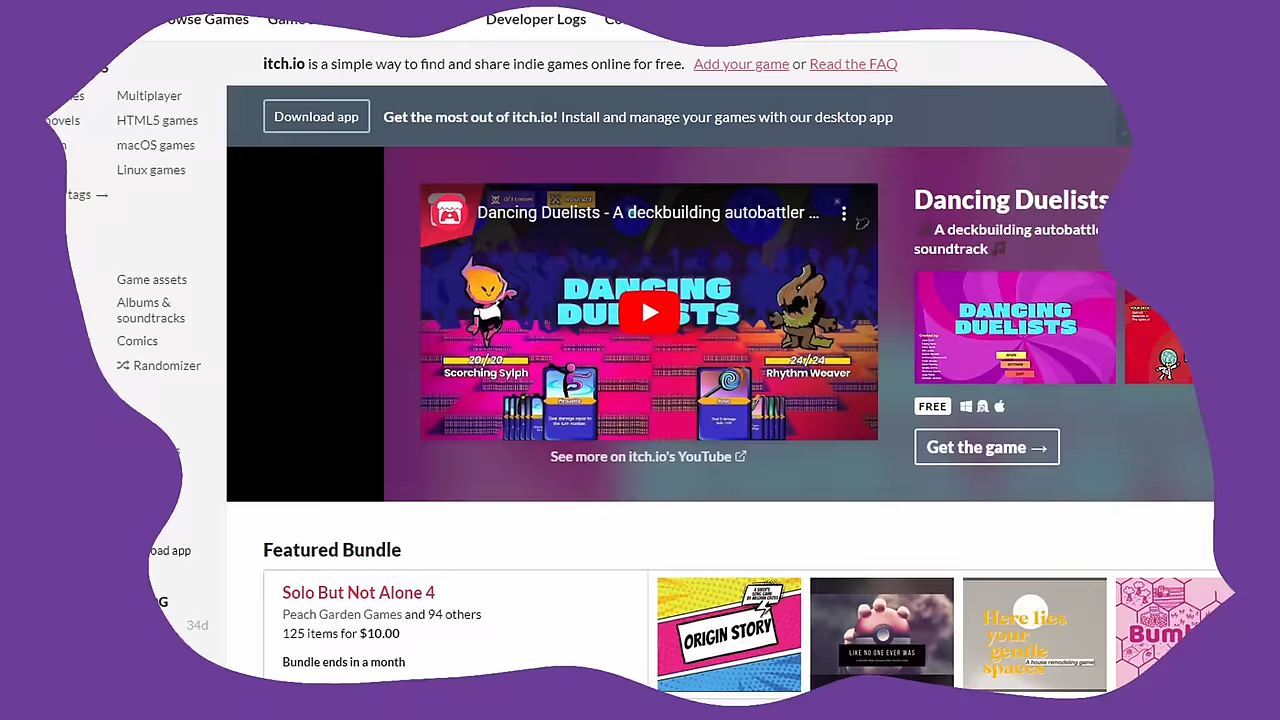 Browse Games
Developer Logs
itch.io is a simple way to find and share indie games online for free. Add your game or Read the FAQ
Multiplayer
HTML5 games
macOS games
Linux games
tags →
Download app
Get the most out of itch.io! Install and manage your games with our desktop app
Dancing Duelists - A deckbuilding autobattler ...
DANCING
DUELISTS
20/20
Scorching Sylph
24/24
Rhythm Weaver
See more on itch.io's YouTube
Dancing Duelists
A deckbuilding autobattle
soundtrack
DANCING
DUELISTS
FREE
Get the game →
Game assets
Albums &
soundtracks
Comics
Randomizer
oad app
G
34d
Featured Bundle
Solo But Not Alone 4
Peach Garden Games and 94 others
125 items for $10.00
Bundle ends in a month
ORIGIN STORY
LIKE NO ONE EVER WAS
Here lies
your
gentle
spaces
A house remodeling game
Bum